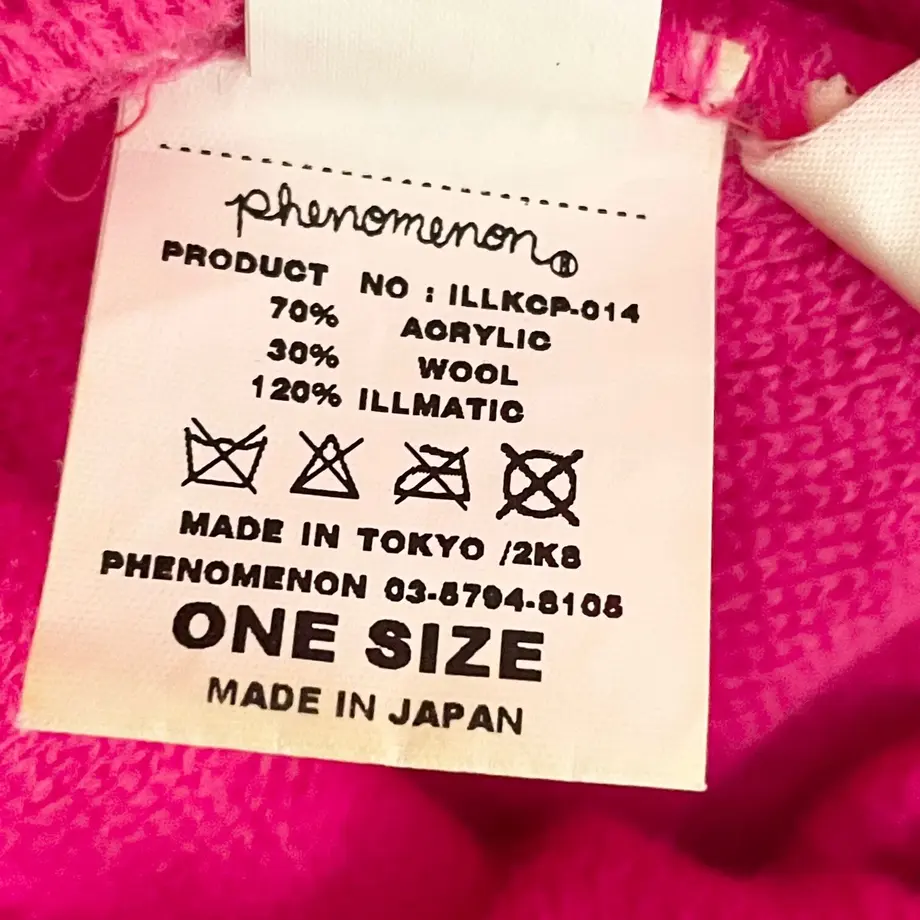 phenomenon®
PRODUCT NO : ILLKCP-014
70% ACRYLIC
30% WOOL
120% ILLMATIC
MADE IN TOKYO /2K8
PHENOMENON 03-5794-8105
ONE SIZE
MADE IN JAPAN